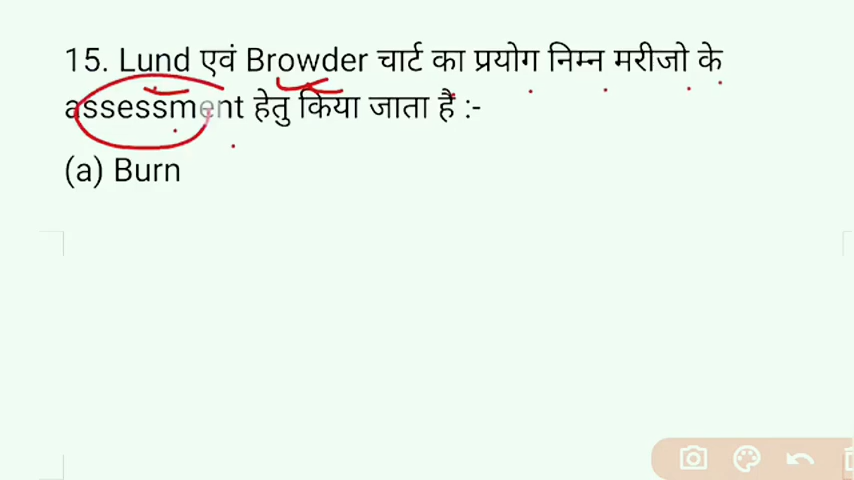 15. Lund एवं Browder चार्ट का प्रयोग निम्न मरीजो के
assessment हेतु किया जाता है :-
(a) Burn